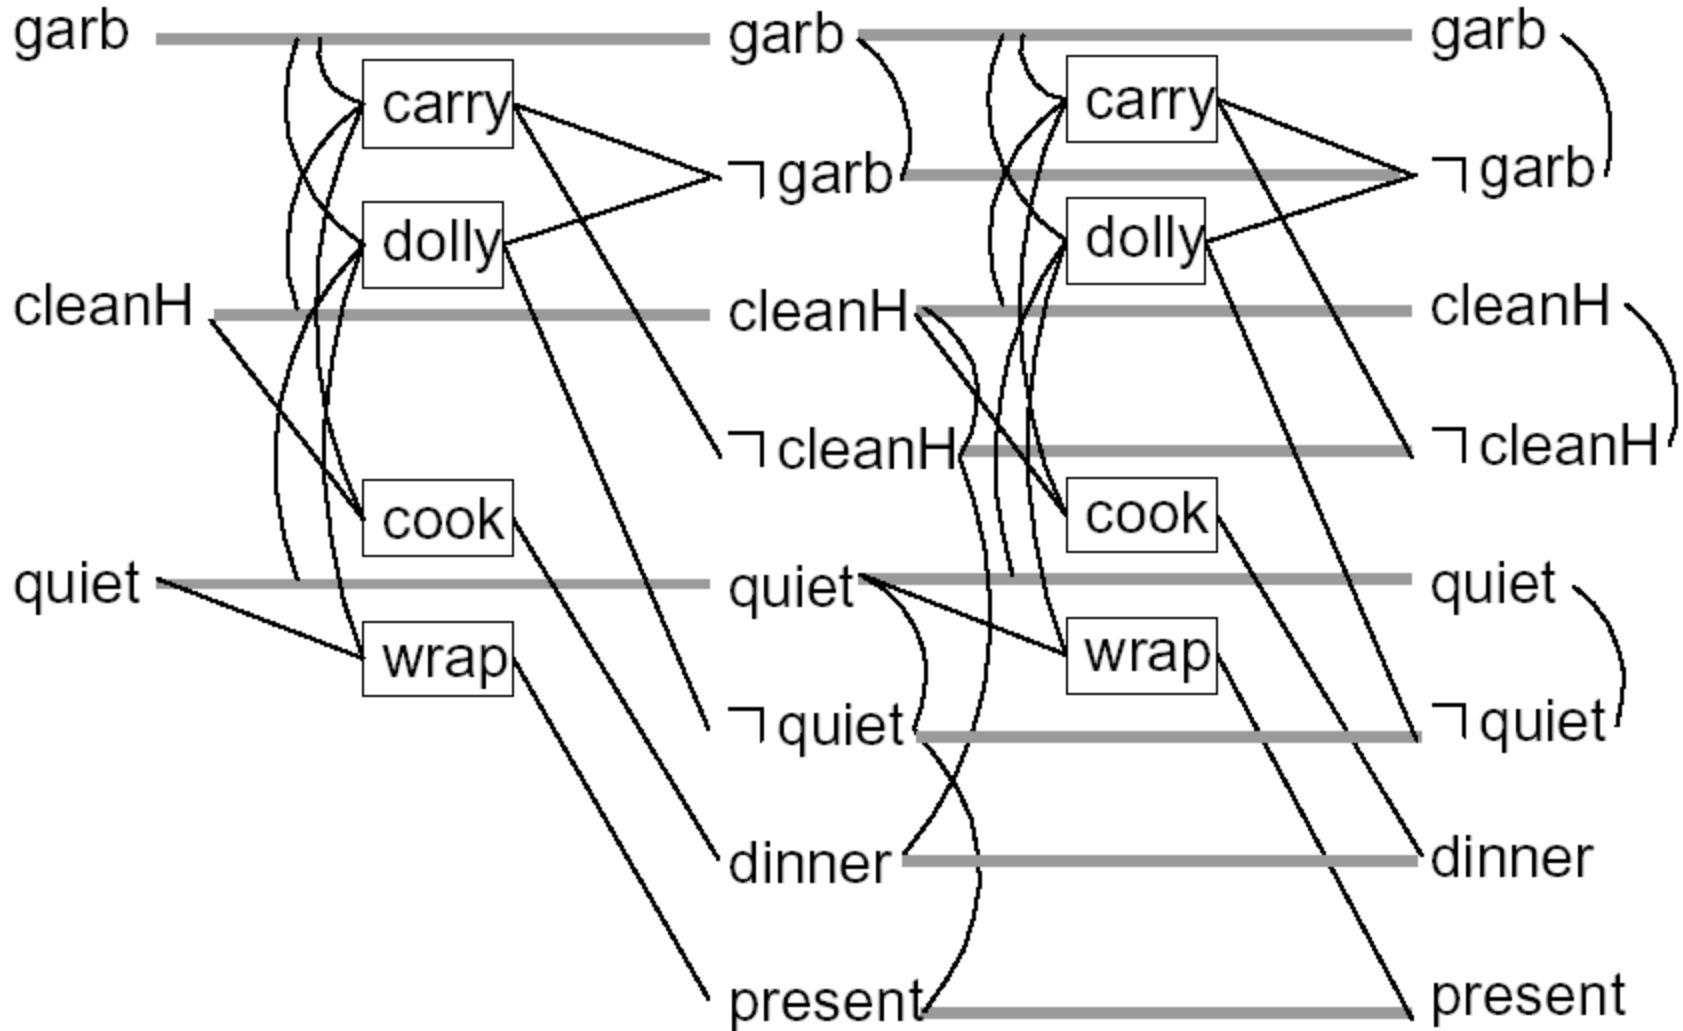 garb garb garb
carry carry
¬garb ¬garb
dolly dolly
cleanH cleanH cleanH
¬cleanH ¬cleanH
cook cook
quiet quiet quiet
wrap wrap
¬quiet ¬quiet
dinner dinner
present present